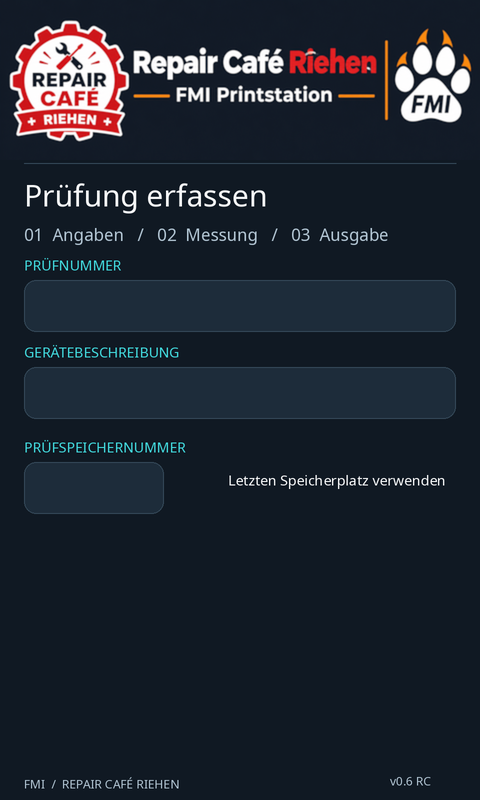 REPAIR
CAFÉ
RIEHEN
Repair Café Riehen
FMI Printstation
FMI
Prüfung erfassen
01 Angaben / 02 Messung / 03 Ausgabe
PRÜFNUMMER
GERÄTEBESCHREIBUNG
PRÜFSPEICHERNUMMER
Letzten Speicherplatz verwenden
FMI / REPAIR CAFÉ RIEHEN
v0.6 RC